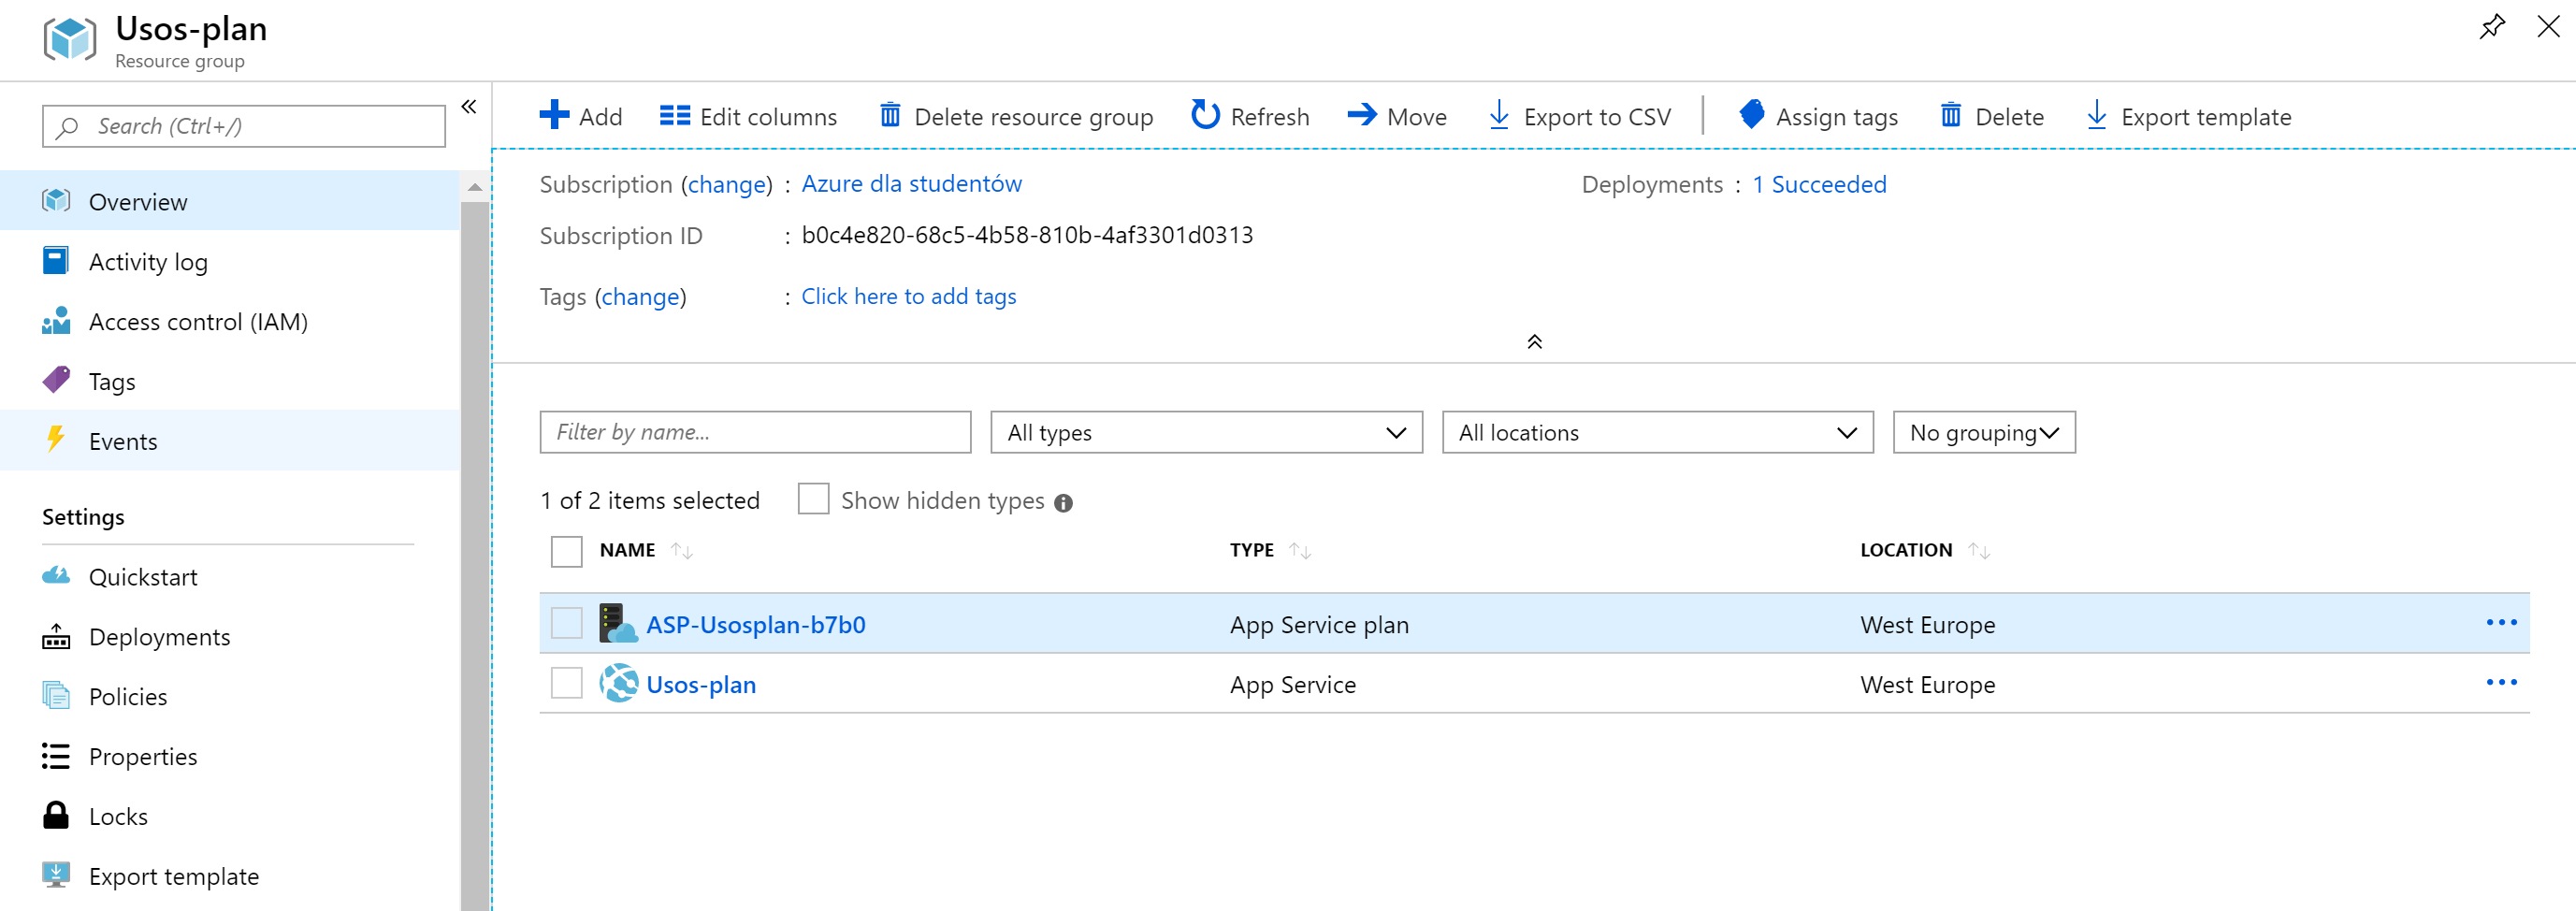 Usos-plan
Resource group
Search (Ctrl+/)
«
Overview
Activity log
Access control (IAM)
Tags
Events
Settings
Quickstart
Deployments
Policies
Properties
Locks
Export template
Add Edit columns Delete resource group Refresh Move Export to CSV Assign tags Delete Export template
Subscription (change) : Azure dla studentów Deployments : 1 Succeeded
Subscription ID : b0c4e820-68c5-4b58-810b-4af3301d0313
Tags (change) : Click here to add tags
Filter by name... All types All locations No grouping
1 of 2 items selected Show hidden types
NAME TYPE LOCATION
ASP-Usosplan-b7b0 App Service plan West Europe
Usos-plan App Service West Europe